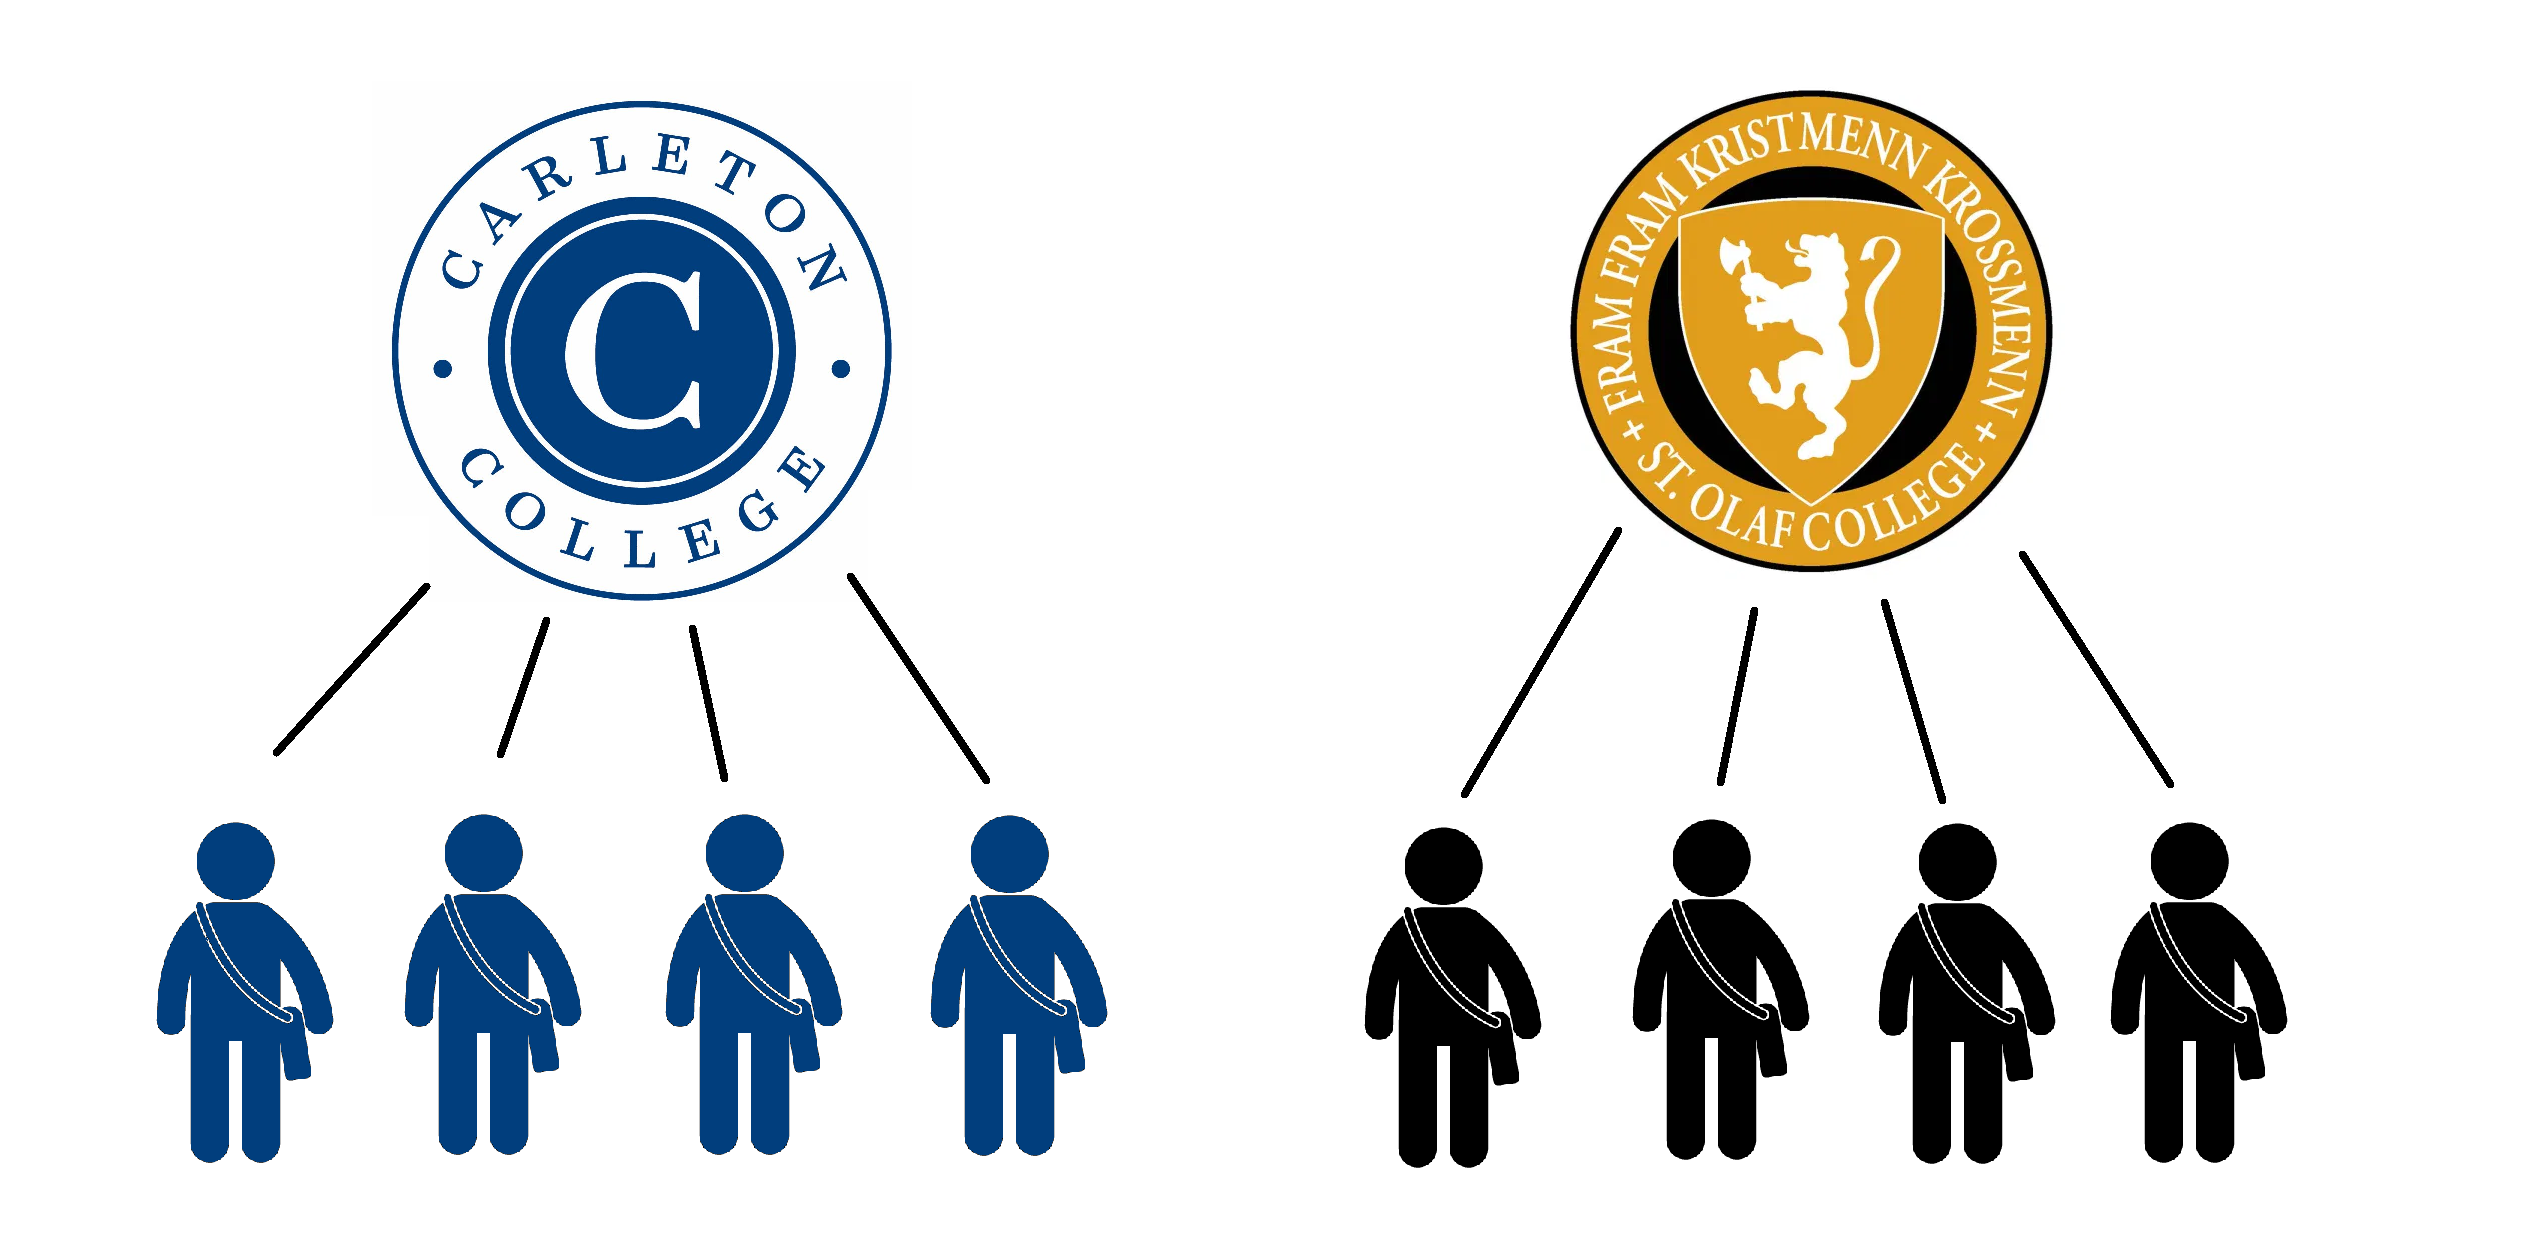 CARLETON
COLLEGE
C
FRAM FRAM KRISTMENN KROSSMENN
+ ST. OLAF COLLEGE +